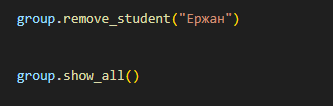 group.remove_student("Ержан")
group.show_all()